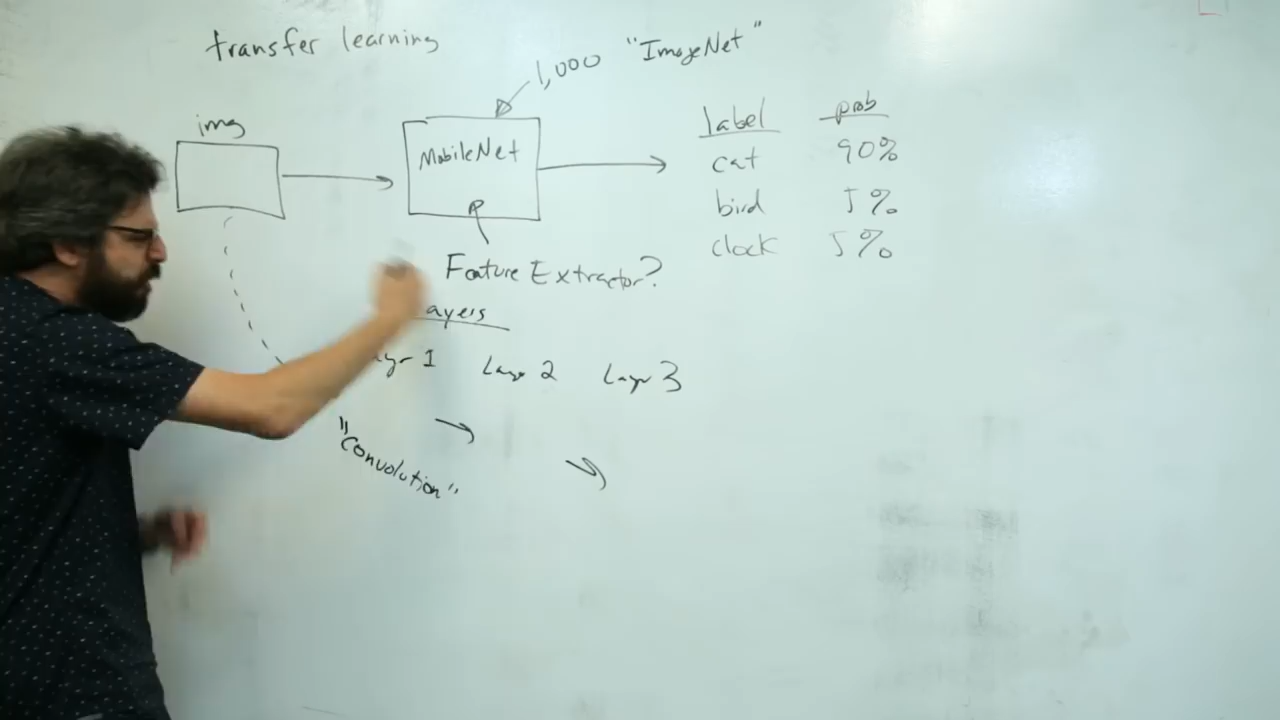 transfer learning
1,000 "ImageNet"
img
MobileNet
label prob
cat 90%
bird 5%
clock 5%
Feature Extractor?
ayers
Layer 2 Layer 3
"Convolution"